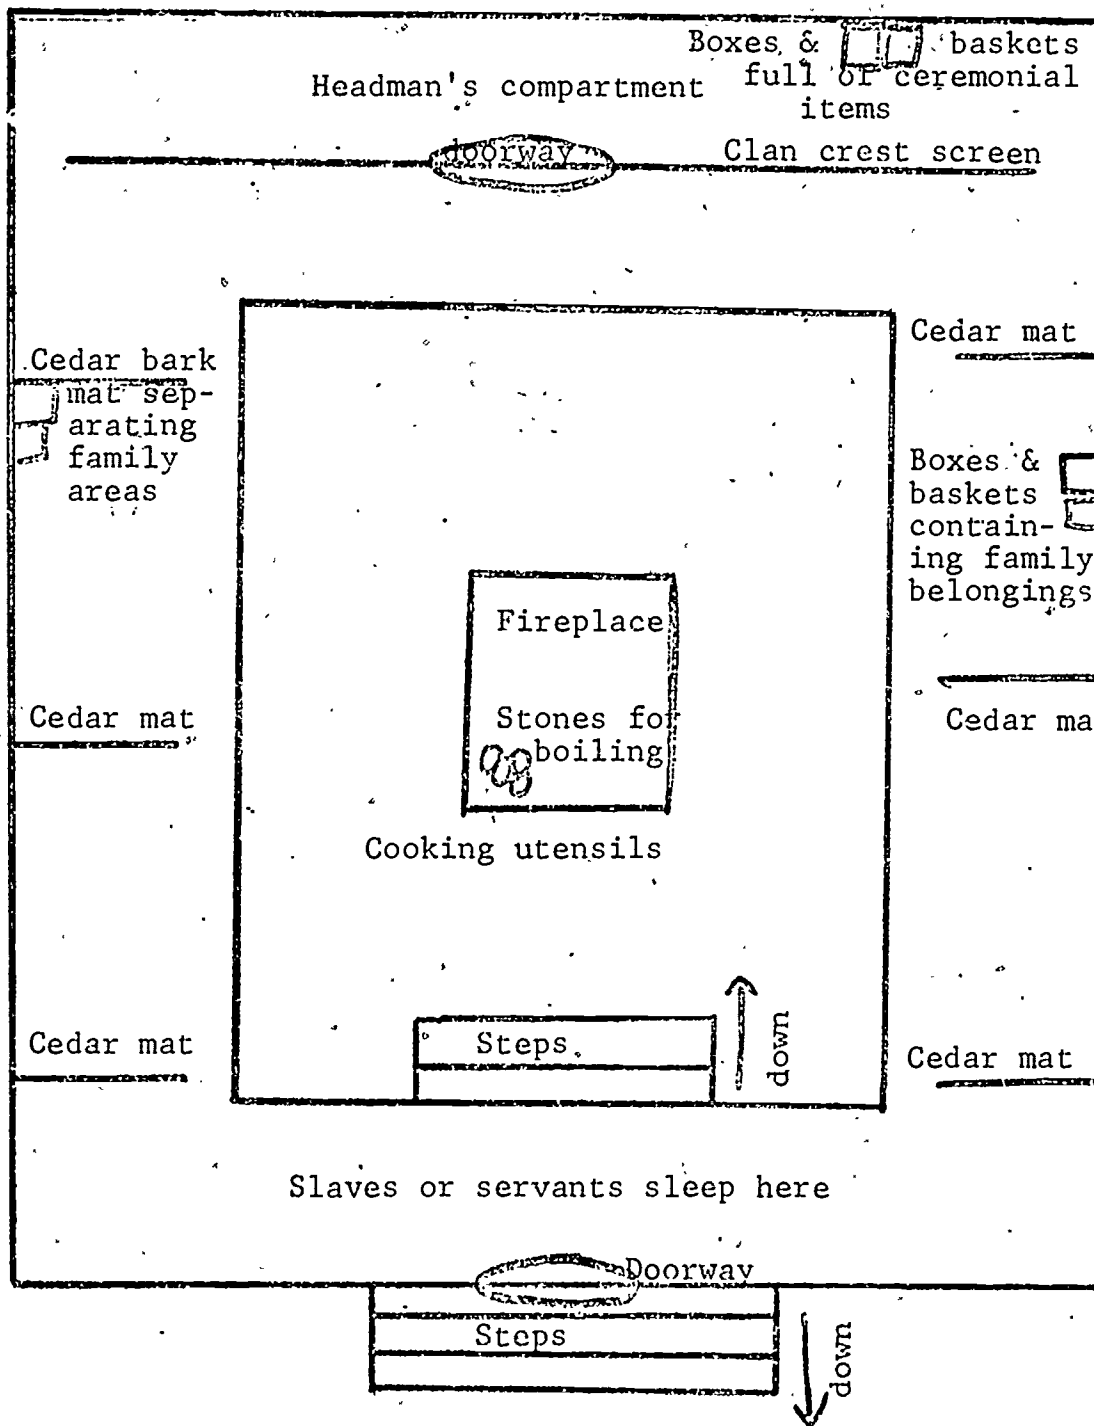 Boxes & baskets
full of ceremonial
items
Headman's compartment
doorway
Clan crest screen
Cedar bark
mat sep-
arating
family
areas
Cedar mat
Boxes &
baskets
contain-
ing family
belongings
Fireplace
Stones for
boiling
Cooking utensils
Cedar mat
Cedar ma
Cedar mat
Steps
down
Cedar mat
Slaves or servants sleep here
Doorway
Steps
down